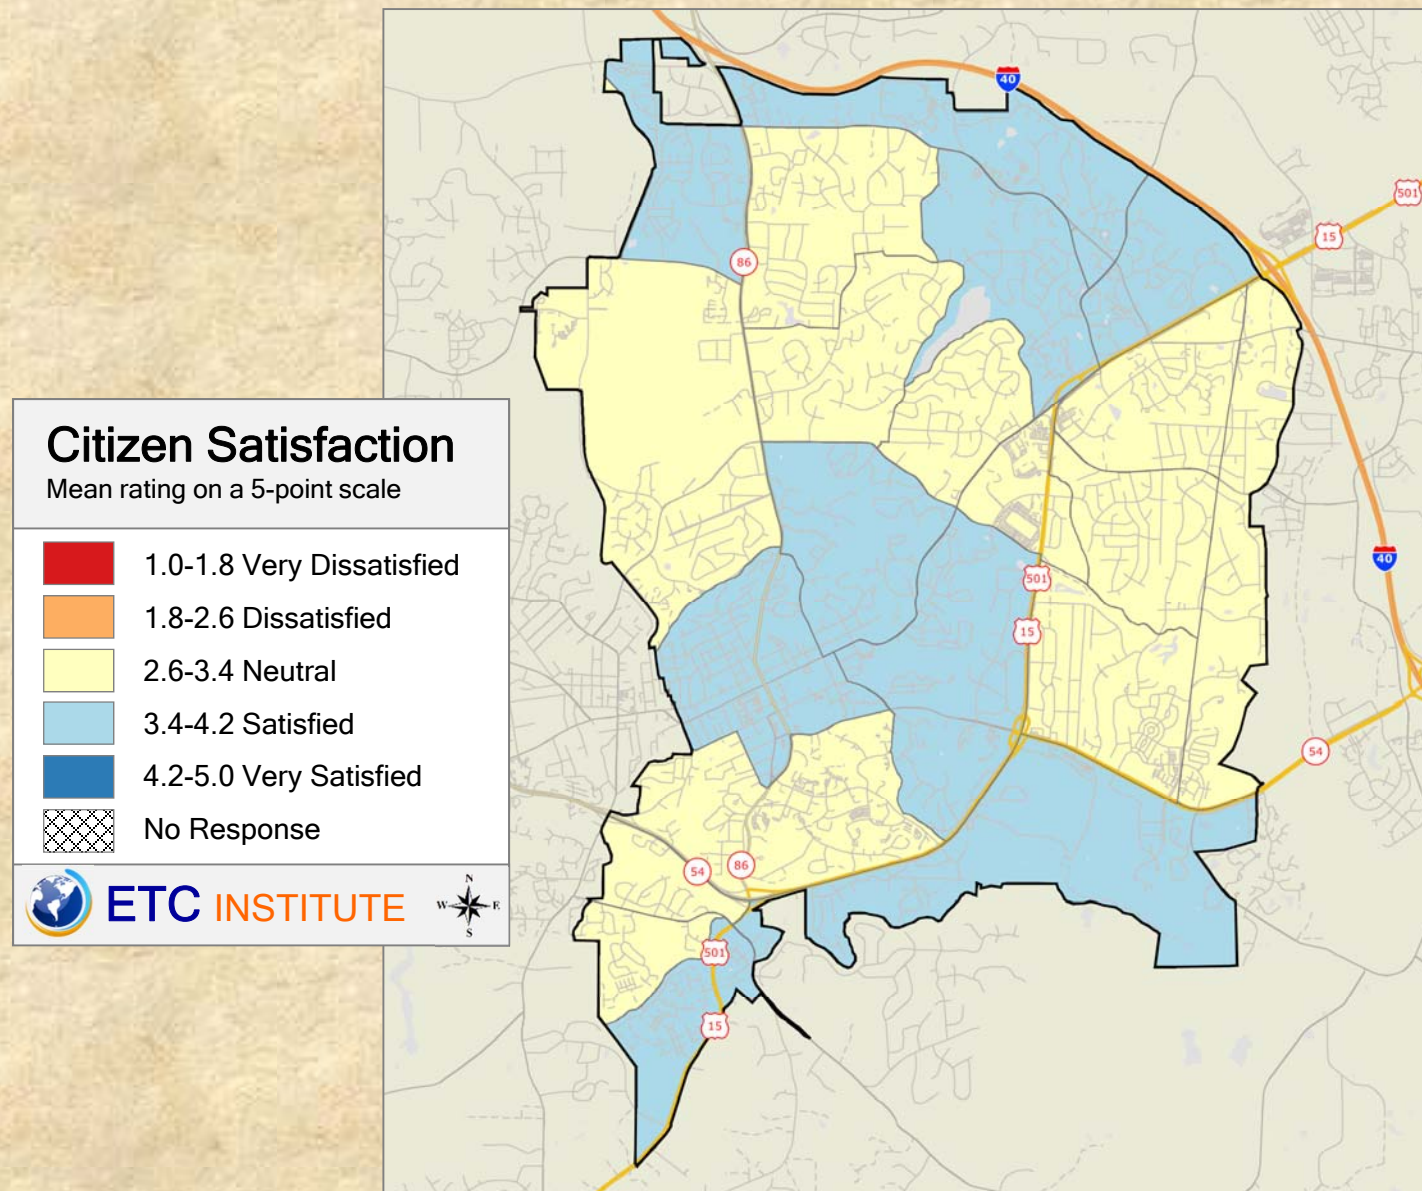 40
501
15
86
Citizen Satisfaction
Mean rating on a 5-point scale
1.0-1.8 Very Dissatisfied
1.8-2.6 Dissatisfied
2.6-3.4 Neutral
3.4-4.2 Satisfied
4.2-5.0 Very Satisfied
No Response
ETC INSTITUTE
N
W E
S
40
501
15
54
54
86
501
15